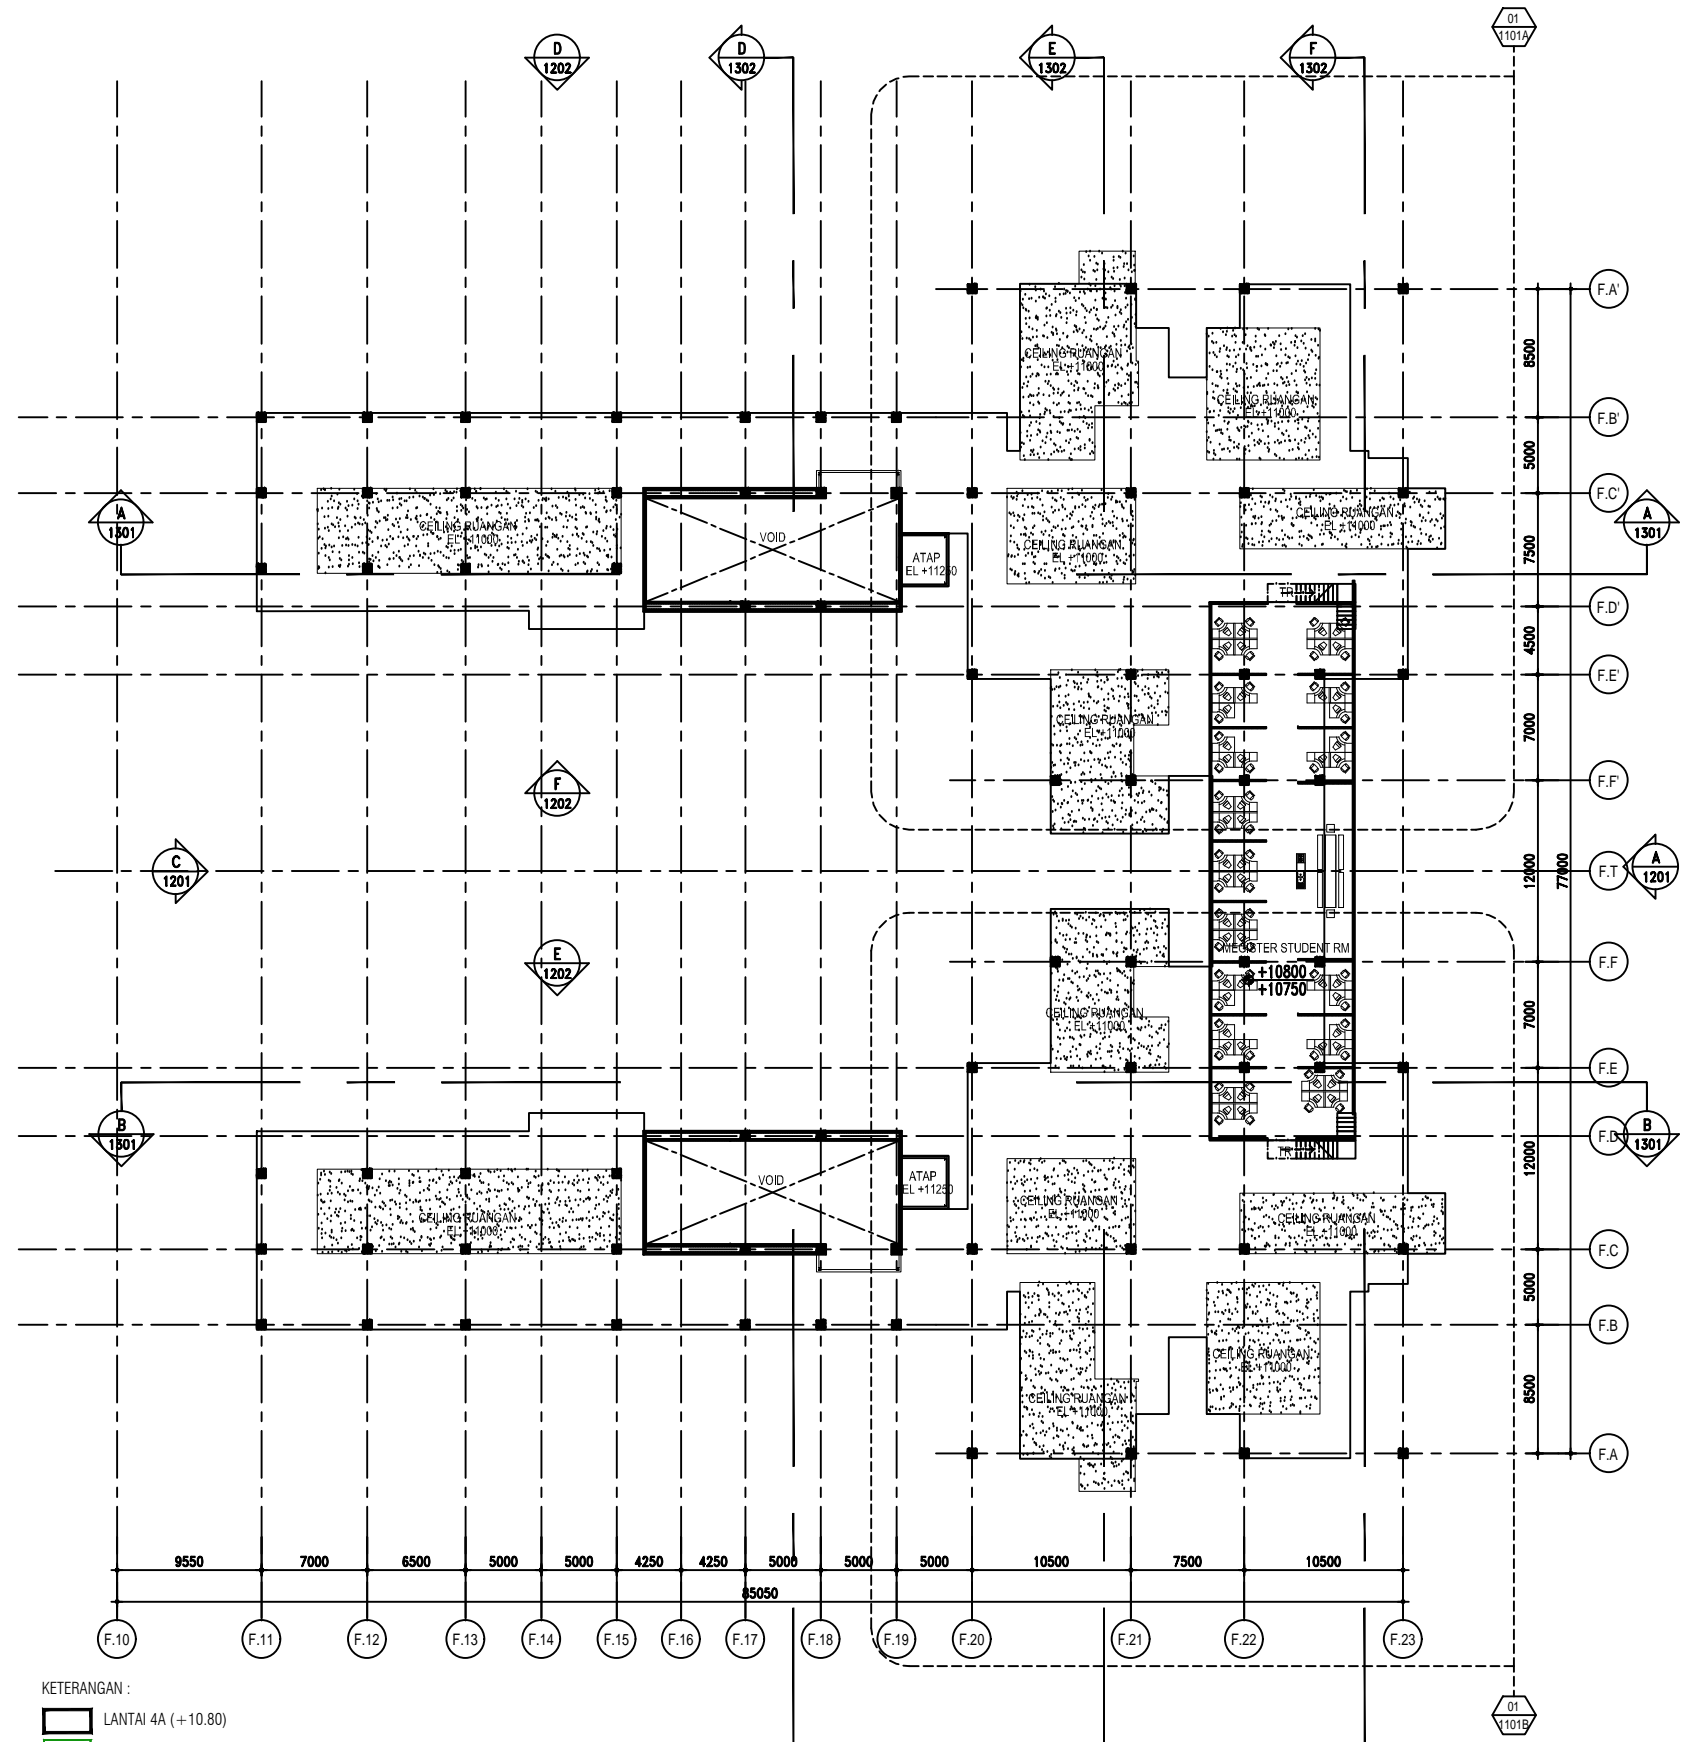 01
1101A
D
1202
D
1302
E
1302
F
1302
F.A'
8500
CEILING RUANGAN
EL +11000
CEILING RUANGAN
EL +11000
F.B'
5000
F.C'
A
1301
CEILING RUANGAN
EL +11000
VOID
ATAP
EL +11250
CEILING RUANGAN
EL +11000
CEILING RUANGAN
EL +11000
A
1301
7500
TR
F.D'
4500
F.E'
CEILING RUANGAN
EL +11000
7000
F
1202
F.F'
C
1201
12000
77000
F.T
A
1201
E
1202
MEGISTER STUDENT RM
+10800
+10750
F.F
CEILING RUANGAN
EL +11000
7000
F.E
B
1301
F.D
B
1301
TR
12000
VOID
ATAP
EL +11250
CEILING RUANGAN
EL +11000
CEILING RUANGAN
EL +11000
CEILING RUANGAN
EL +11000
F.C
5000
F.B
CEILING RUANGAN
EL +11000
CEILING RUANGAN
EL +11000
8500
F.A
9550 7000 6500 5000 5000 4250 4250 5000 5000 5000 10500 7500 10500
85050
F.10 F.11 F.12 F.13 F.14 F.15 F.16 F.17 F.18 F.19 F.20 F.21 F.22 F.23
KETERANGAN :
LANTAI 4A (+10.80)
01
1101B